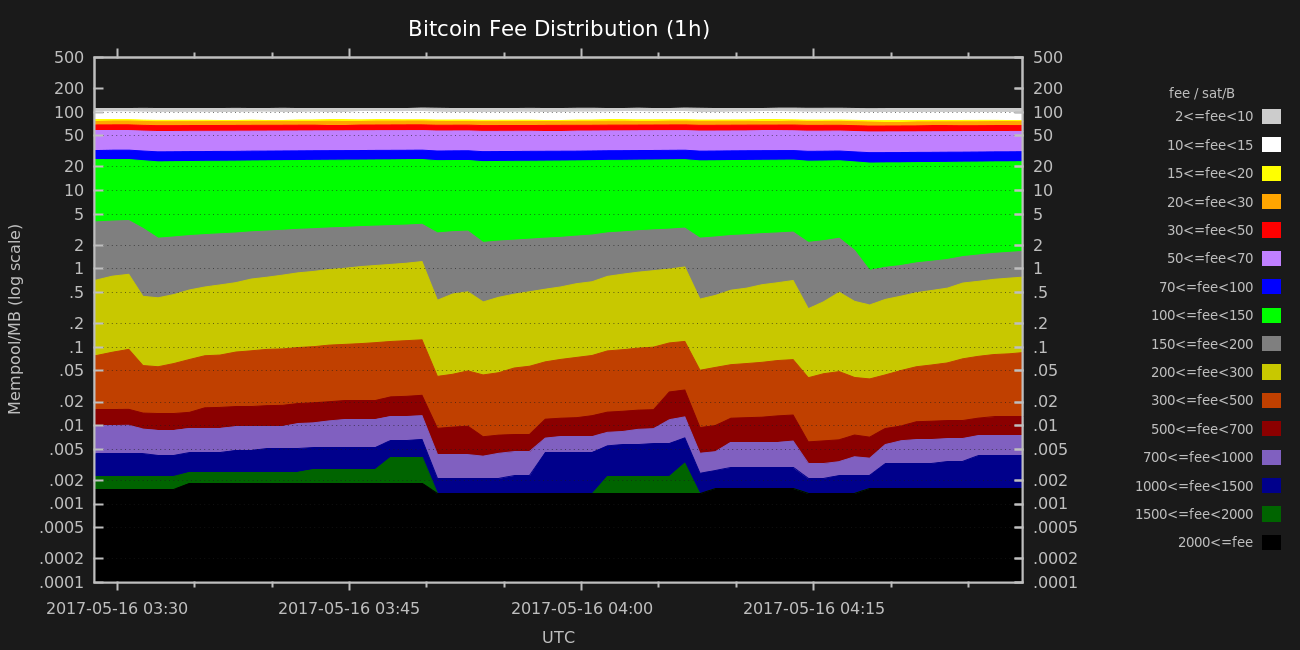 Bitcoin Fee Distribution (1h)
500
200
100
50
20
10
5
2
1
.5
.2
.1
.05
.02
.01
.005
.002
.001
.0005
.0002
.0001
Mempool/MB (log scale)
500
200
100
50
20
10
5
2
1
.5
.2
.1
.05
.02
.01
.005
.002
.001
.0005
.0002
.0001
2017-05-16 03:30 2017-05-16 03:45 2017-05-16 04:00 2017-05-16 04:15
UTC
fee / sat/B
2<=fee<10
10<=fee<15
15<=fee<20
20<=fee<30
30<=fee<50
50<=fee<70
70<=fee<100
100<=fee<150
150<=fee<200
200<=fee<300
300<=fee<500
500<=fee<700
700<=fee<1000
1000<=fee<1500
1500<=fee<2000
2000<=fee